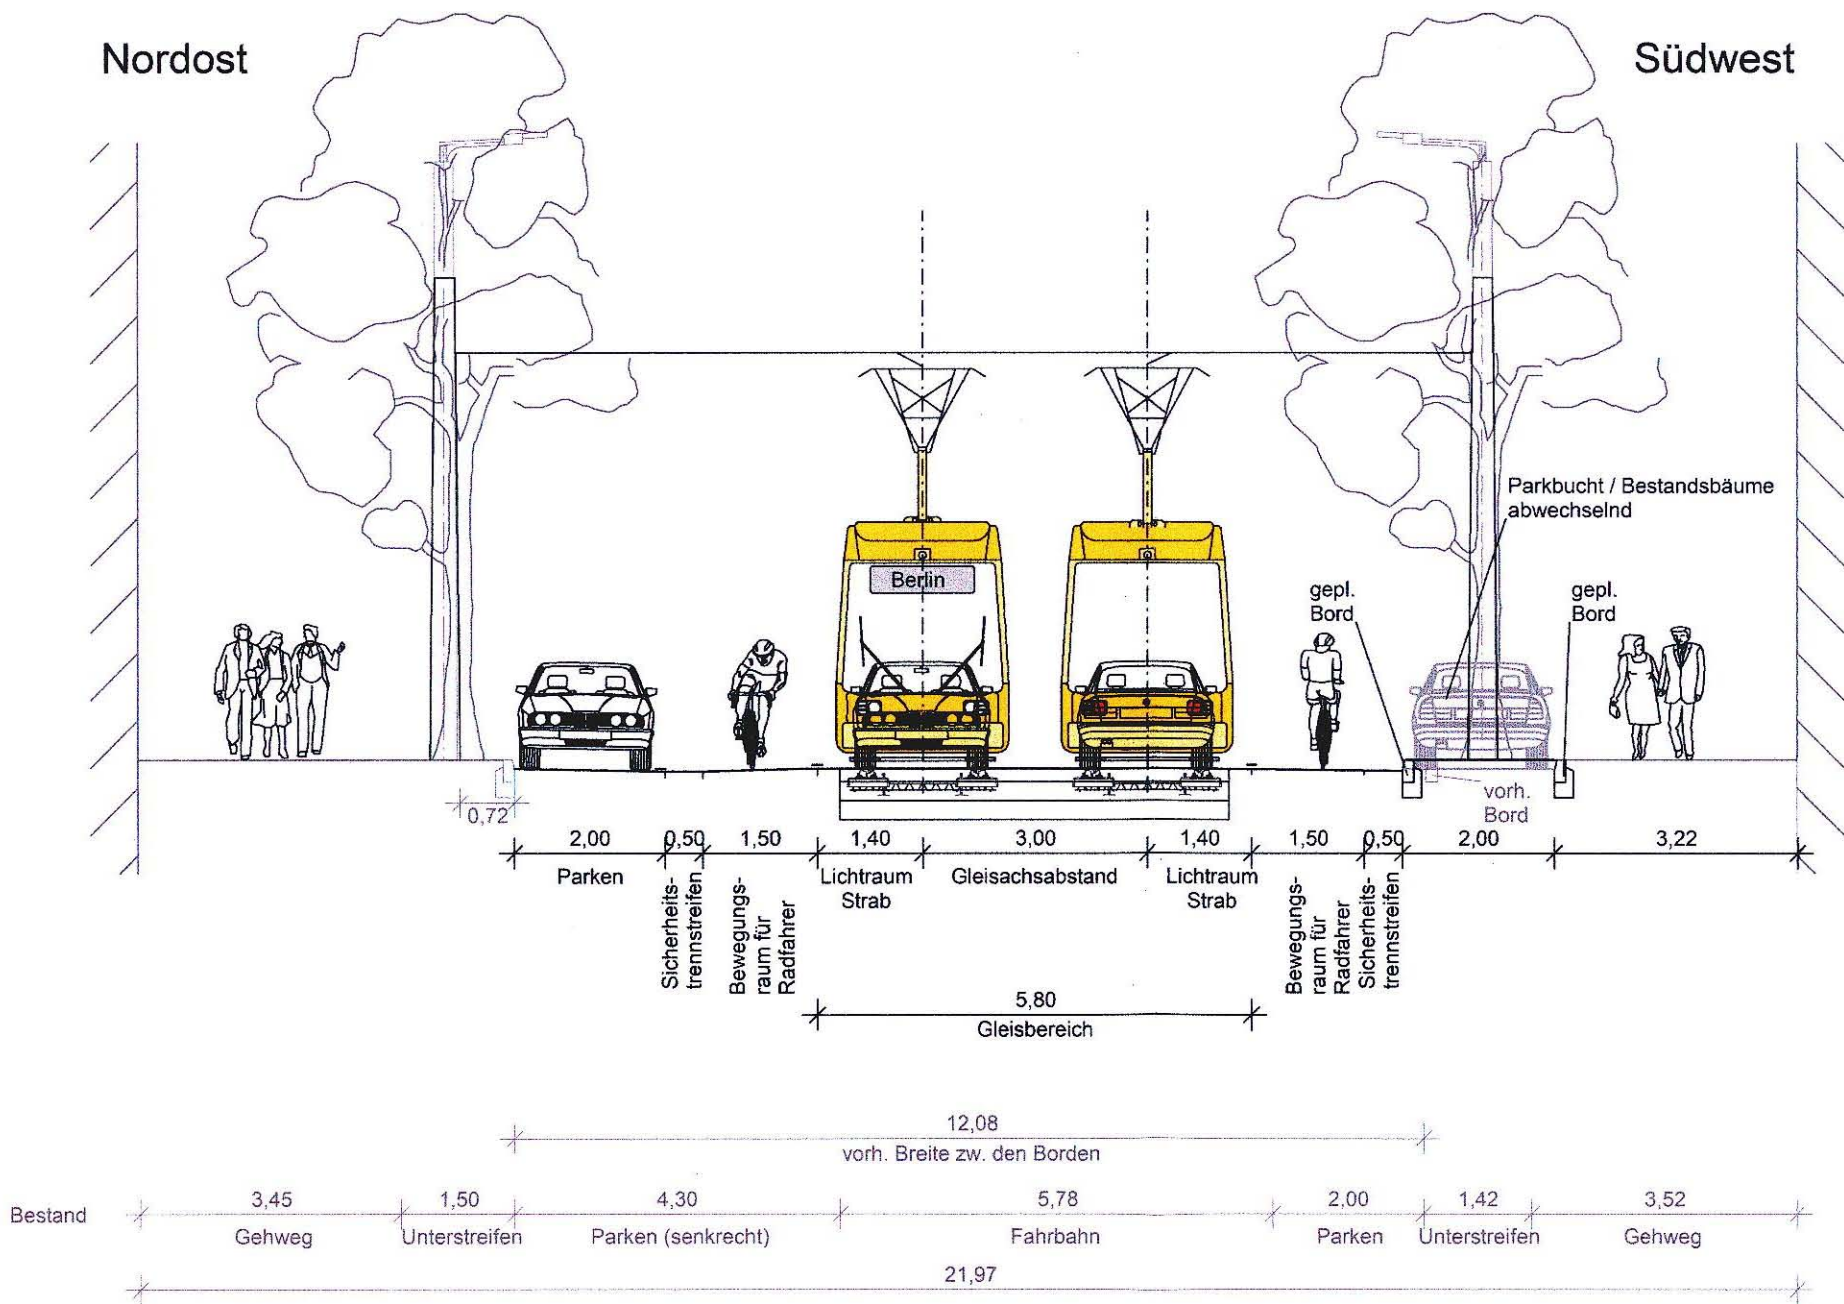 Nordost
Südwest
Parkbucht / Bestandsbäume
abwechselnd
Berlin
gepl.
Bord
gepl.
Bord
vorh.
Bord
0,72
2,00
0,50
1,50
1,40
3,00
1,40
1,50
0,50
2,00
3,22
Parken
Sicherheits-
trennstreifen
Bewegungs-
raum für
Radfahrer
Lichtraum
Strab
Gleisachsabstand
Lichtraum
Strab
Bewegungs-
raum für
Radfahrer
Sicherheits-
trennstreifen
5,80
Gleisbereich
12,08
vorh. Breite zw. den Borden
Bestand
3,45
1,50
4,30
5,78
2,00
1,42
3,52
Gehweg
Unterstreifen
Parken (senkrecht)
Fahrbahn
Parken
Unterstreifen
Gehweg
21,97